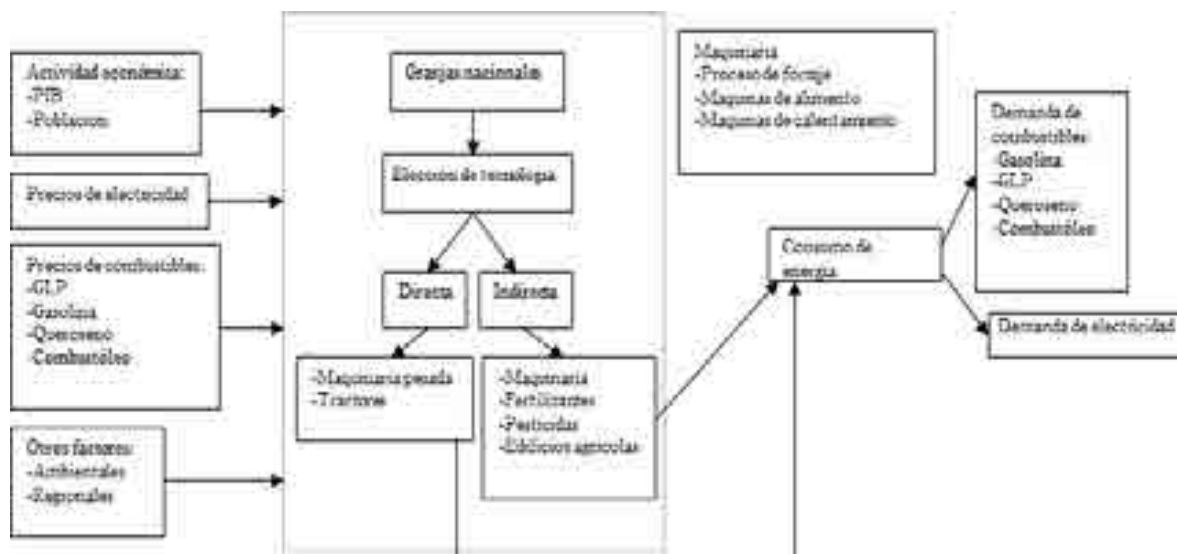 Actividad económica:
-PIB
-Población
Precios de electricidad
Precios de combustibles:
-GLP
-Gasolina
-Queroseno
-Combustóleo
Otros factores:
-Ambientales
-Regionales
Granjas nacionales
Elección de tecnología
Directa
Indirecta
-Maquinaria pesada
-Tractores
-Maquinaria
-Fertilizantes
-Pesticidas
-Edificios agrícolas
Maquinaria
-Proceso de forraje
-Maquinas de alimento
-Maquinas de calentamiento
Consumo de
energía
Demanda de
combustibles
-Gasolina
-GLP
-Queroseno
-Combustóleo
Demanda de electricidad